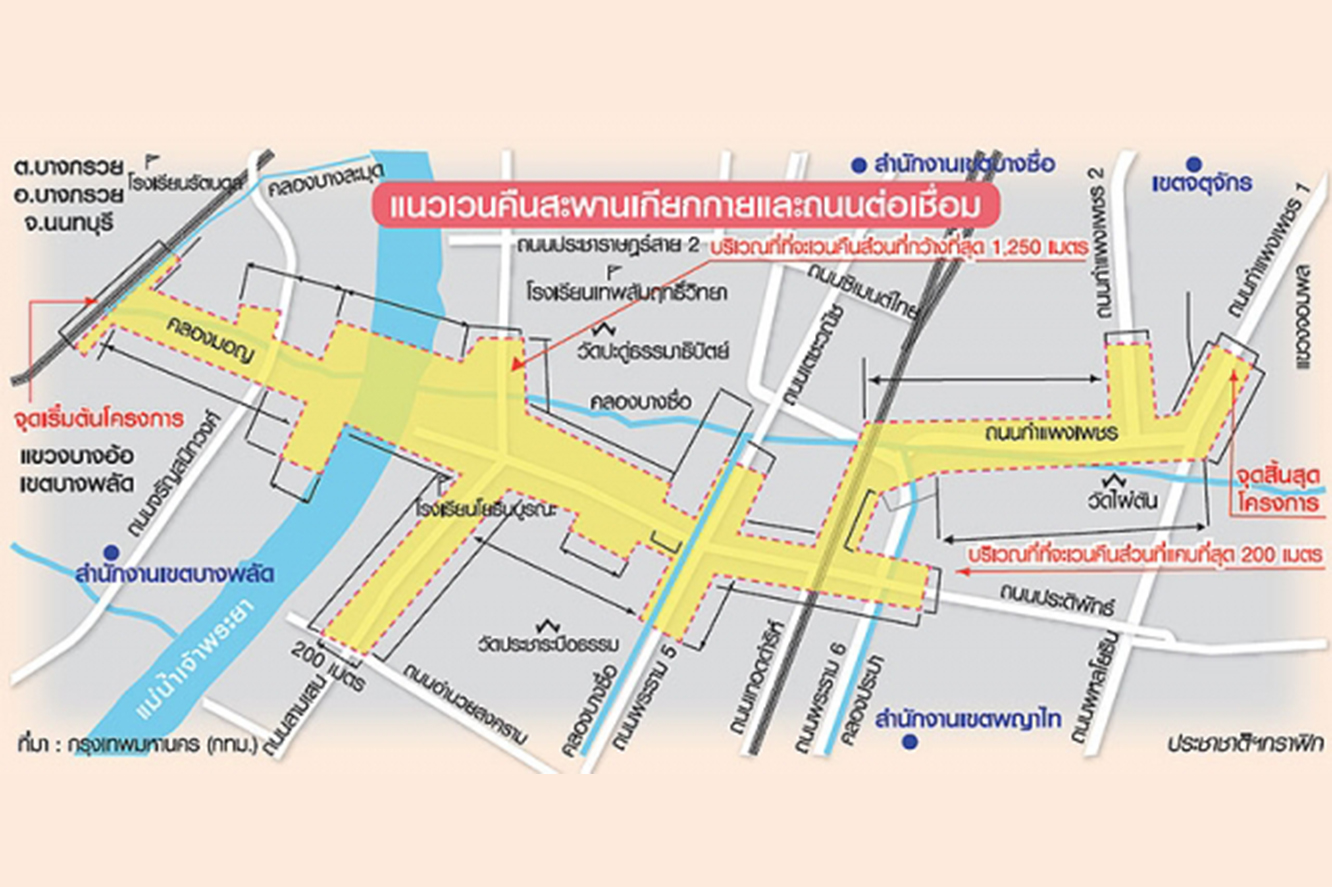 ต.บางกรวย
อ.บางกรวย
จ.นนทบุรี
โรงเรียนรัตนดล
คลองบางละมุด
สำนักงานเขตบางซื่อ
เขตจตุจักร
แนวเวนคืนสะพานเกียกกายและถนนต่อเชื่อม
ถนนประชาราษฎร์สาย 2
บริเวณที่ที่จะเวนคืนส่วนที่กว้างที่สุด 1,250 เมตร
ถนนกำแพงเพชร 2
ถนนกำแพงเพชร 1
แขวงจอมพล
ถนนซิเมนต์ไทย
โรงเรียนเทพสัมฤทธิ์วิทยา
วัดประดู่ธรรมาธิปัตย์
ถนนเตชะวณิช
คลองมอญ
คลองบางซื่อ
จุดเริ่มต้นโครงการ
ถนนกำแพงเพชร
แขวงบางอ้อ
เขตบางพลัด
ถนนจรัญสนิทวงศ์
จุดสิ้นสุด
โครงการ
วัดไผ่ตัน
โรงเรียนโยธินบูรณะ
บริเวณที่ที่จะเวนคืนส่วนที่แคบที่สุด 200 เมตร
สำนักงานเขตบางพลัด
ถนนประดิพัทธ์
แม่น้ำเจ้าพระยา
วัดประชาระบือธรรม
200 เมตร
ถนนสามเสน
ถนนอำนวยสงคราม
คลองบางซื่อ
ถนนพระราม 5
ถนนเทอดดำริห์
ถนนพระราม 6
คลองประปา
ถนนพหลโยธิน
สำนักงานเขตพญาไท
ที่มา : กรุงเทพมหานคร (กทม.)
ประชาชาติฯกราฟิก